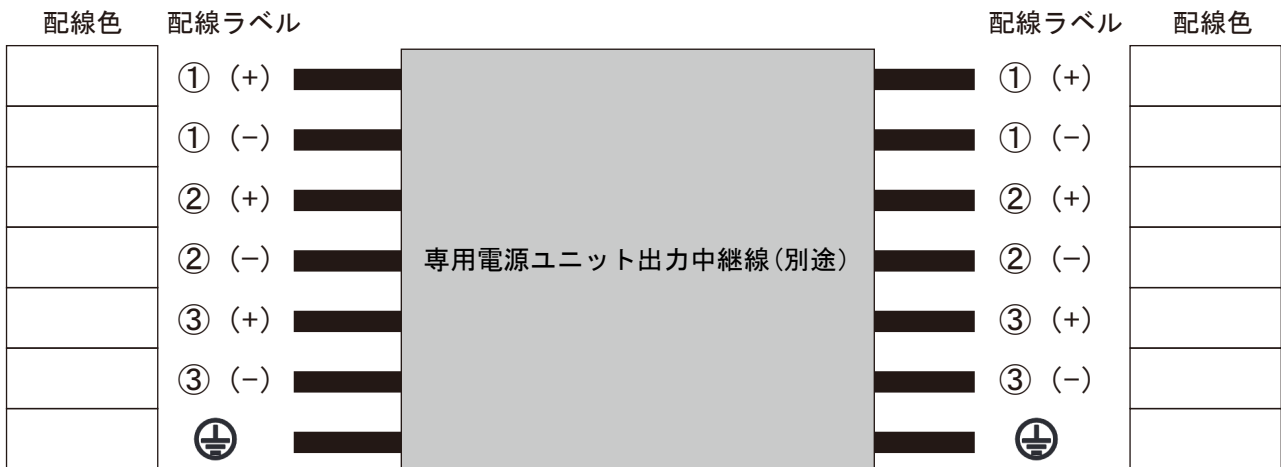 配線色 配線ラベル 配線ラベル 配線色
① (+) ① (+)
① (−) ① (−)
② (+) ② (+)
② (−) 専用電源ユニット出力中継線(別途) ② (−)
③ (+) ③ (+)
③ (−) ③ (−)